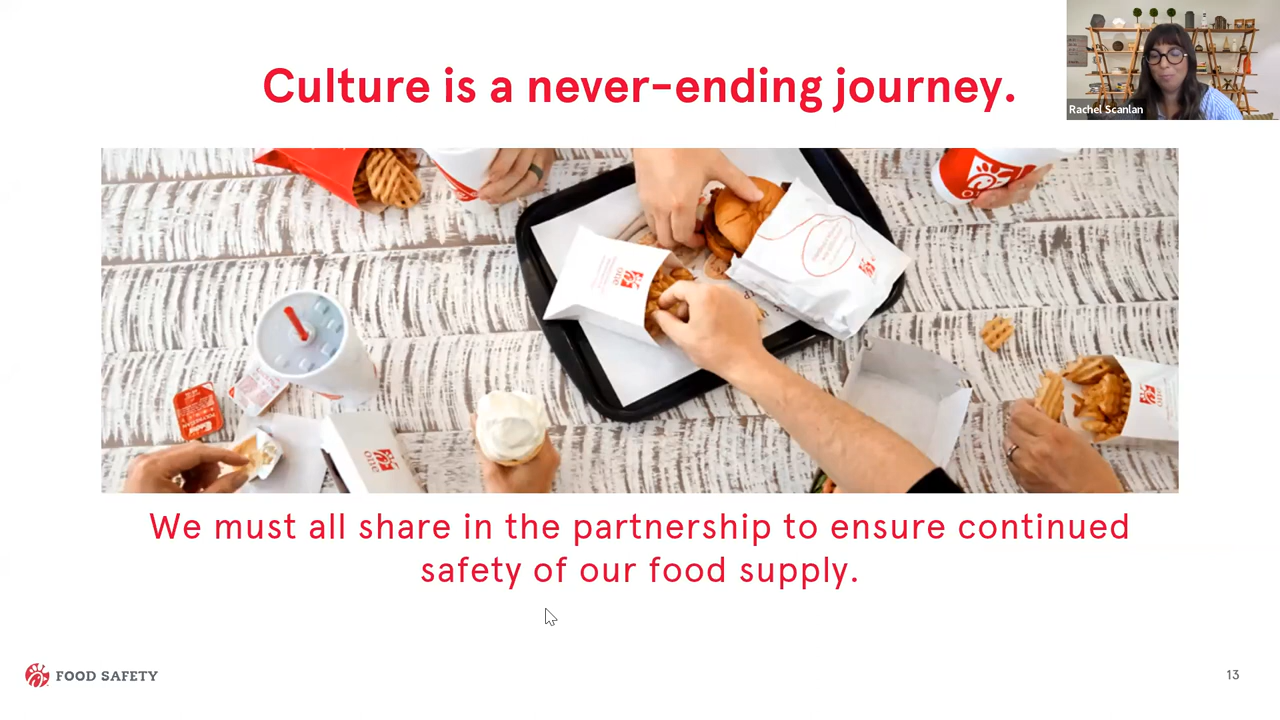 Culture is a never-ending journey.
Rachel Scanlan
We must all share in the partnership to ensure continued
safety of our food supply.
FOOD SAFETY
13